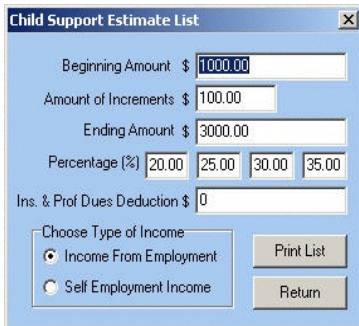 Child Support Estimate List
Beginning Amount $ 1000.00
Amount of Increments $ 100.00
Ending Amount $ 3000.00
Percentage (%) 20.00 25.00 30.00 35.00
Ins. & Prof Dues Deduction $ 0
Choose Type of Income
Income From Employment
Self Employment Income
Print List
Return